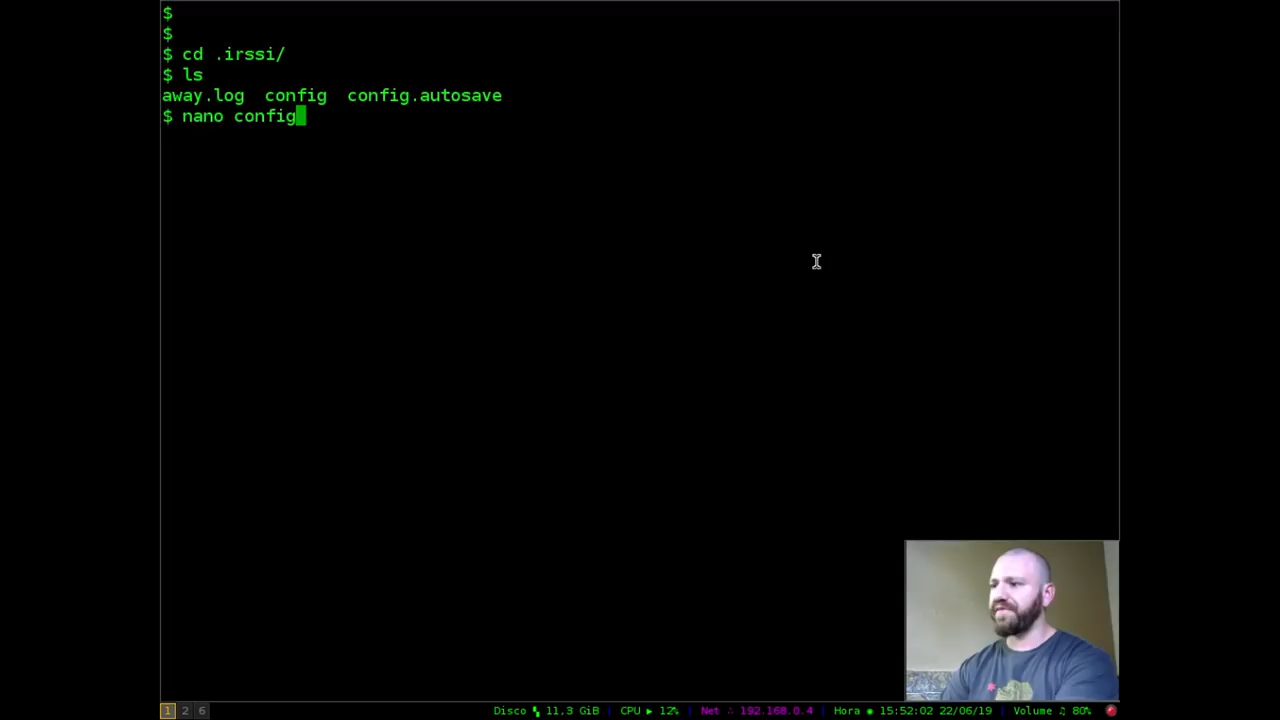 $
$
$ cd .irssi/
$ ls
away.log  config  config.autosave
$ nano config
1 2 6 Disco 11,3 GiB | CPU ▶ 12% | Net ∴ 192.168.0.4 | Hora ◉ 15:52:02 22/06/19 | Volume ♫ 80%